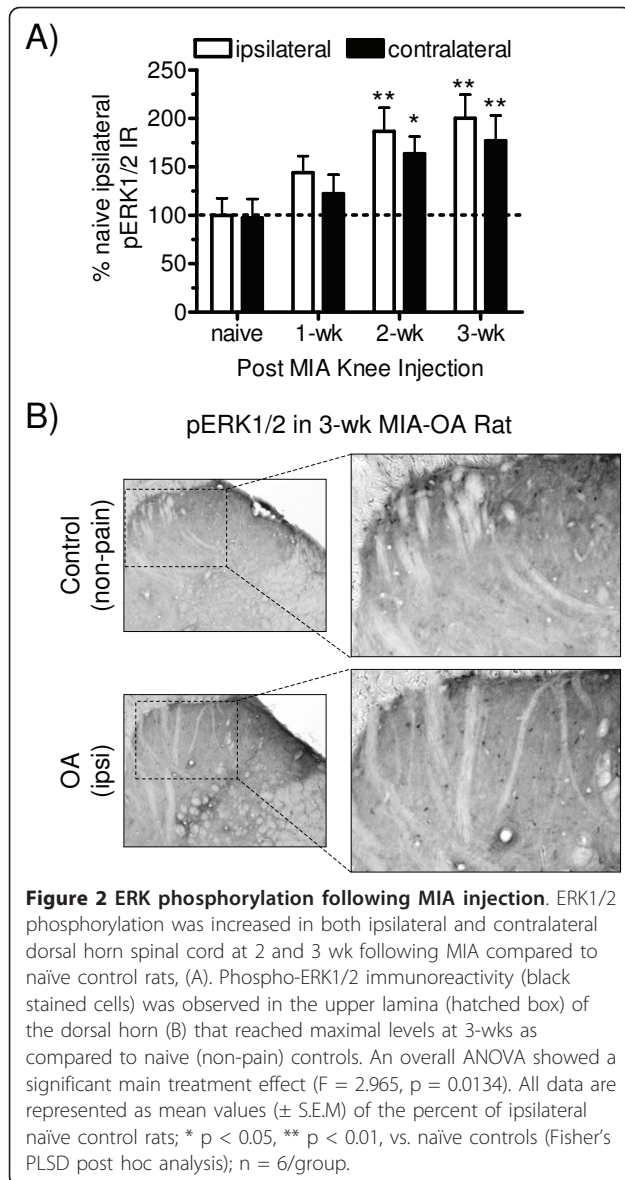 A)
ipsilateral contralateral
% naive ipsilateral
pERK1/2 IR
250
200
150
100
50
0
** * ** **
naive 1-wk 2-wk 3-wk
Post MIA Knee Injection
B)
pERK1/2 in 3-wk MIA-OA Rat
Control
(non-pain)
OA
(ipsi)
Figure 2 ERK phosphorylation following MIA injection. ERK1/2
phosphorylation was increased in both ipsilateral and contralateral
dorsal horn spinal cord at 2 and 3 wk following MIA compared to
naïve control rats, (A). Phospho-ERK1/2 immunoreactivity (black
stained cells) was observed in the upper lamina (hatched box) of
the dorsal horn (B) that reached maximal levels at 3-wks as
compared to naive (non-pain) controls. An overall ANOVA showed a
significant main treatment effect (F = 2.965, p = 0.0134). All data are
represented as mean values (± S.E.M) of the percent of ipsilateral
naïve control rats; * p < 0.05, ** p < 0.01, vs. naïve controls (Fisher's
PLSD post hoc analysis); n = 6/group.